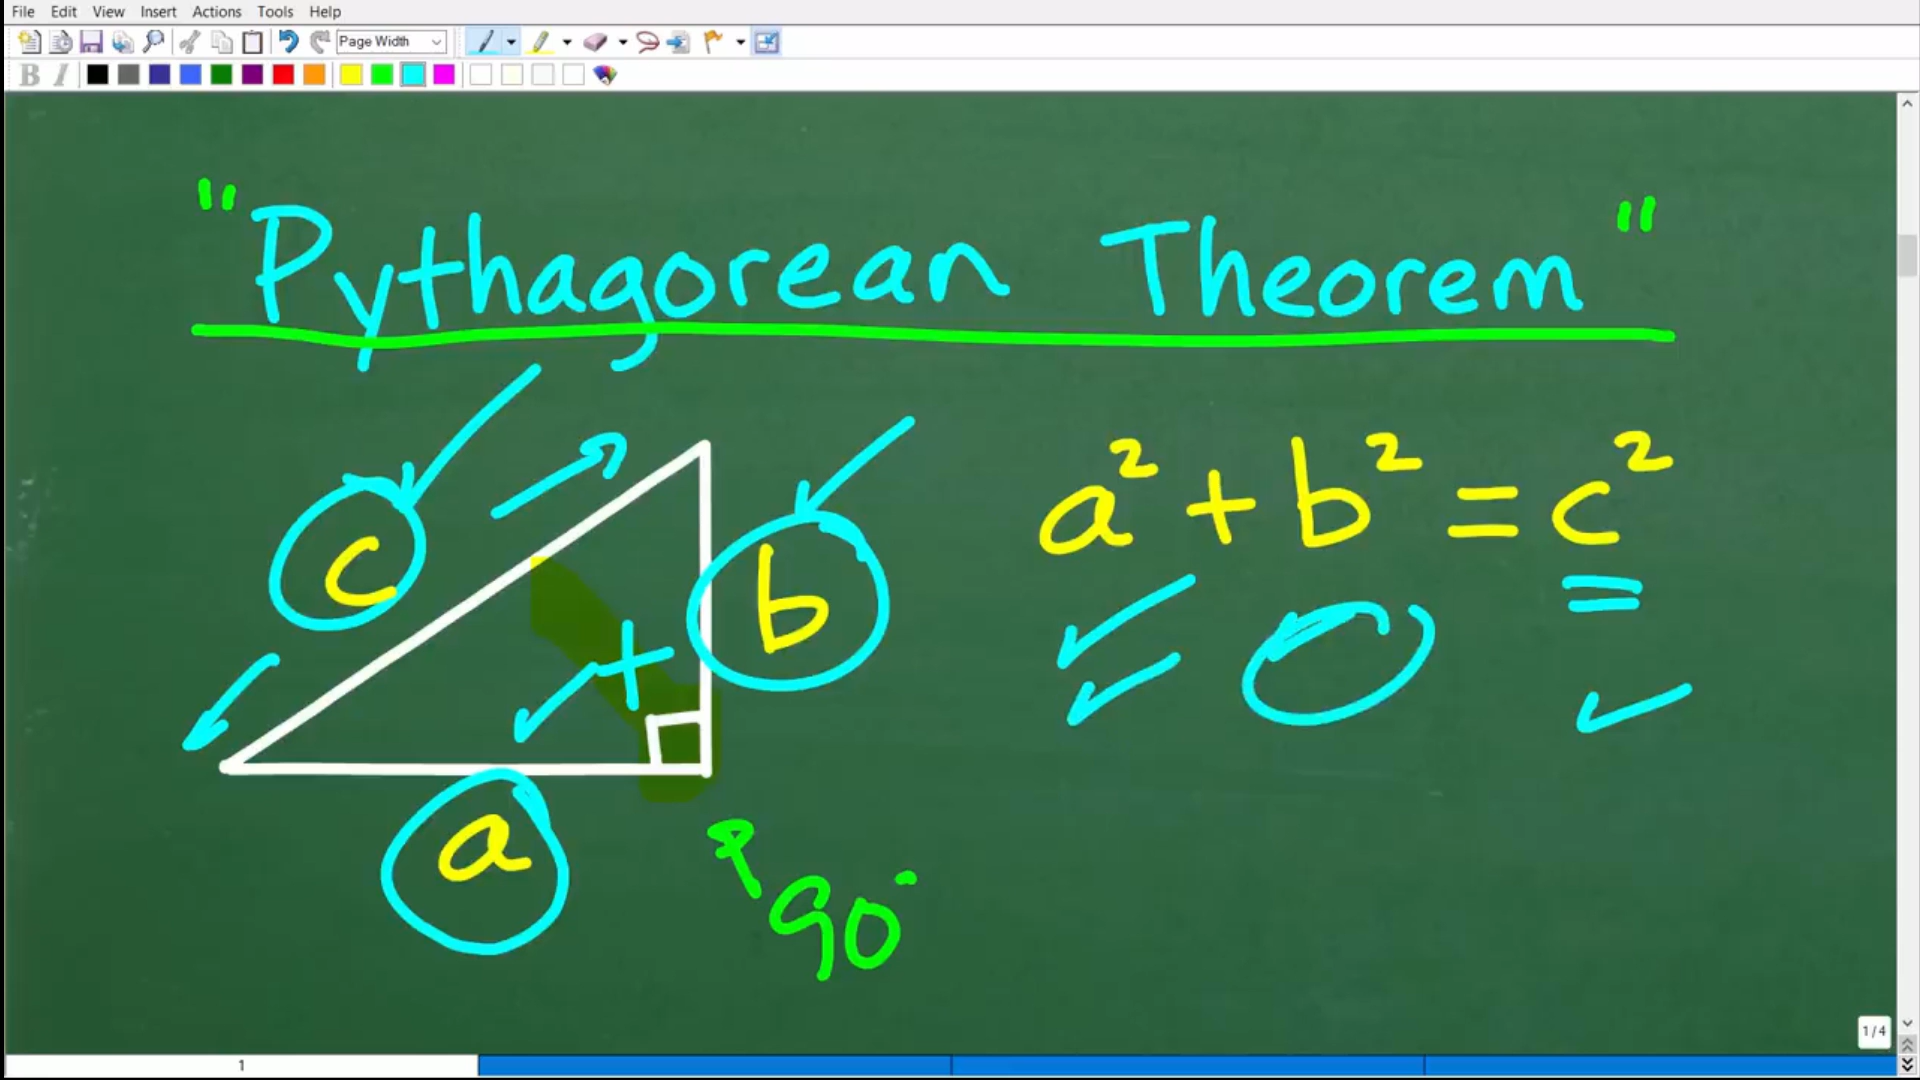 File Edit View Insert Actions Tools Help
Page Width
B I
"Pythagorean Theorem"
a² + b² = c²
c
b
+
a
90°
1 / 4
1